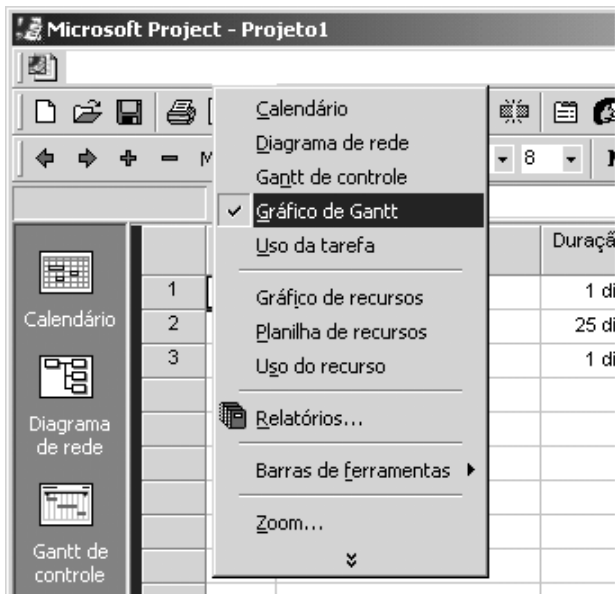 Microsoft Project - Projeto1
Calendário
Diagrama de rede
Gantt de controle
Gráfico de Gantt
Uso da tarefa
Gráfico de recursos
Planilha de recursos
Uso do recurso
Relatórios...
Barras de ferramentas
Zoom...
8
Duraçã
1 1 di
2 25 di
3 1 di
Calendário
Diagrama
de rede
Gantt de
controle